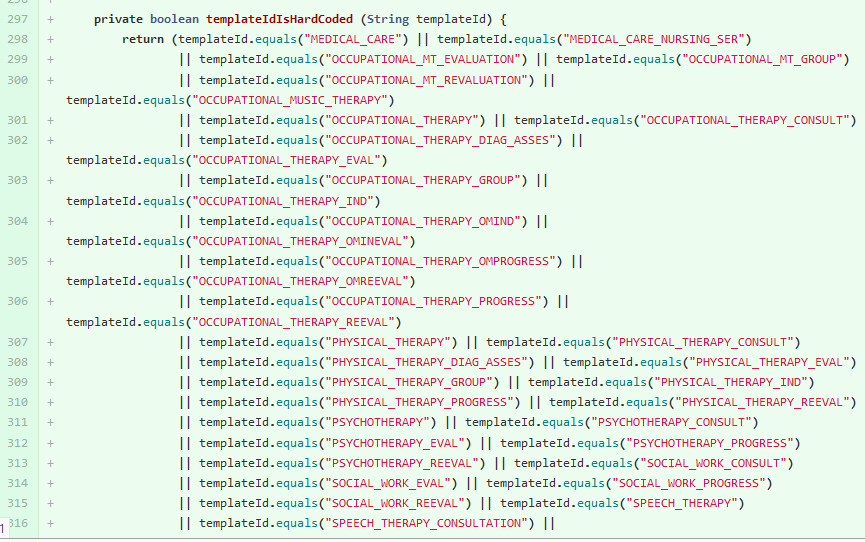 297 + private boolean templateIdIsHardCoded (String templateId) {
298 + return (templateId.equals("MEDICAL_CARE") || templateId.equals("MEDICAL_CARE_NURSING_SER")
299 + || templateId.equals("OCCUPATIONAL_MT_EVALUATION") || templateId.equals("OCCUPATIONAL_MT_GROUP")
300 + || templateId.equals("OCCUPATIONAL_MT_REVALUATION") ||
templateId.equals("OCCUPATIONAL_MUSIC_THERAPY")
301 + || templateId.equals("OCCUPATIONAL_THERAPY") || templateId.equals("OCCUPATIONAL_THERAPY_CONSULT")
302 + || templateId.equals("OCCUPATIONAL_THERAPY_DIAG_ASSES") ||
templateId.equals("OCCUPATIONAL_THERAPY_EVAL")
303 + || templateId.equals("OCCUPATIONAL_THERAPY_GROUP") ||
templateId.equals("OCCUPATIONAL_THERAPY_IND")
304 + || templateId.equals("OCCUPATIONAL_THERAPY_OMIND") ||
templateId.equals("OCCUPATIONAL_THERAPY_OMINEVAL")
305 + || templateId.equals("OCCUPATIONAL_THERAPY_OMPROGRESS") ||
templateId.equals("OCCUPATIONAL_THERAPY_OMREEVAL")
306 + || templateId.equals("OCCUPATIONAL_THERAPY_PROGRESS") ||
templateId.equals("OCCUPATIONAL_THERAPY_REEVAL")
307 + || templateId.equals("PHYSICAL_THERAPY") || templateId.equals("PHYSICAL_THERAPY_CONSULT")
308 + || templateId.equals("PHYSICAL_THERAPY_DIAG_ASSES") || templateId.equals("PHYSICAL_THERAPY_EVAL")
309 + || templateId.equals("PHYSICAL_THERAPY_GROUP") || templateId.equals("PHYSICAL_THERAPY_IND")
310 + || templateId.equals("PHYSICAL_THERAPY_PROGRESS") || templateId.equals("PHYSICAL_THERAPY_REEVAL")
311 + || templateId.equals("PSYCHOTHERAPY") || templateId.equals("PSYCHOTHERAPY_CONSULT")
312 + || templateId.equals("PSYCHOTHERAPY_EVAL") || templateId.equals("PSYCHOTHERAPY_PROGRESS")
313 + || templateId.equals("PSYCHOTHERAPY_REEVAL") || templateId.equals("SOCIAL_WORK_CONSULT")
314 + || templateId.equals("SOCIAL_WORK_EVAL") || templateId.equals("SOCIAL_WORK_PROGRESS")
315 + || templateId.equals("SOCIAL_WORK_REEVAL") || templateId.equals("SPEECH_THERAPY")
316 + || templateId.equals("SPEECH_THERAPY_CONSULTATION") ||